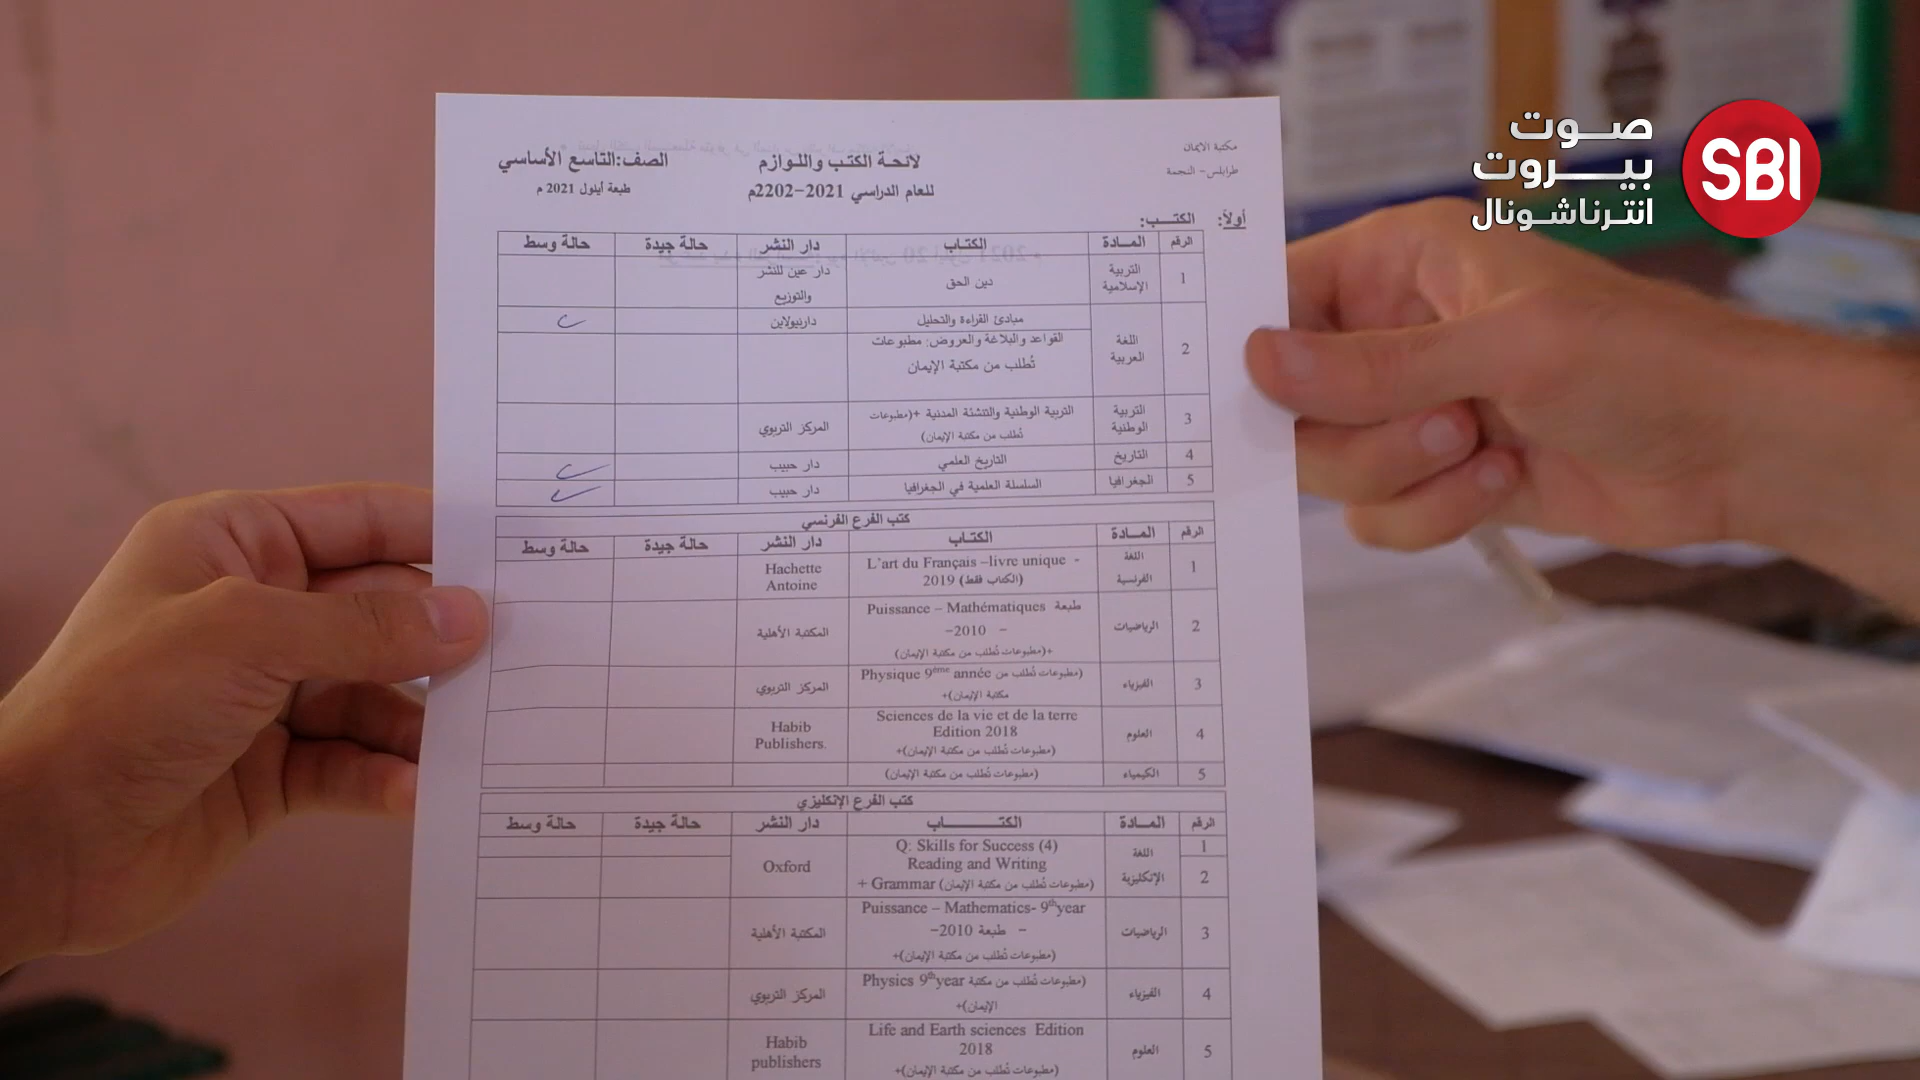 صوت
بيروت
انترناشونال
SBI
مكتبة الايمان
طرابلس- النجمة
لائحة الكتب واللوازم
للعام الدراسي 2021-2202م
الصف:التاسع الأساسي
طبعة أيلول 2021 م
أولاً: الكتب:
الرقم المادة الكتاب دار النشر حالة جيدة حالة وسط
1 التربية الإسلامية دين الحق دار عين للنشر والتوزيع
2 اللغة العربية مبادئ القراءة والتحليل دارنيولاين
القواعد والبلاغة والعروض: مطبوعات
تُطلب من مكتبة الإيمان
3 التربية الوطنية التربية الوطنية والتنشئة المدنية +(مطبوعات تُطلب من مكتبة الإيمان) المركز التربوي
4 التاريخ التاريخ العلمي دار حبيب
5 الجغرافيا السلسلة العلمية في الجغرافيا دار حبيب
كتب الفرع الفرنسي
الرقم المادة الكتاب دار النشر حالة جيدة حالة وسط
1 اللغة الفرنسية L'art du Français –livre unique - 2019 (الكتاب فقط) Hachette Antoine
2 الرياضيات Puissance – Mathématiques طبعة
–2010 –
+(مطبوعات تُطلب من مكتبة الإيمان) المكتبة الأهلية
3 الفيزياء Physique 9ème année (مطبوعات تُطلب من مكتبة الإيمان)+ المركز التربوي
4 العلوم Sciences de la vie et de la terre
Edition 2018
(مطبوعات تُطلب من مكتبة الإيمان)+ Habib Publishers.
5 الكيمياء (مطبوعات تُطلب من مكتبة الإيمان)
كتب الفرع الإنكليزي
الرقم المادة الكتاب دار النشر حالة جيدة حالة وسط
1 اللغة Q: Skills for Success (4)
Reading and Writing Oxford
2 الإنكليزية + Grammar (مطبوعات تُطلب من مكتبة الإيمان)
3 الرياضيات Puissance – Mathematics- 9th year
– طبعة 2010–
(مطبوعات تُطلب من مكتبة الإيمان)+ المكتبة الأهلية
4 الفيزياء Physics 9th year (مطبوعات تُطلب من مكتبة الإيمان)+ المركز التربوي
5 العلوم Life and Earth sciences Edition
2018
(مطبوعات تُطلب من مكتبة الإيمان)+ Habib publishers